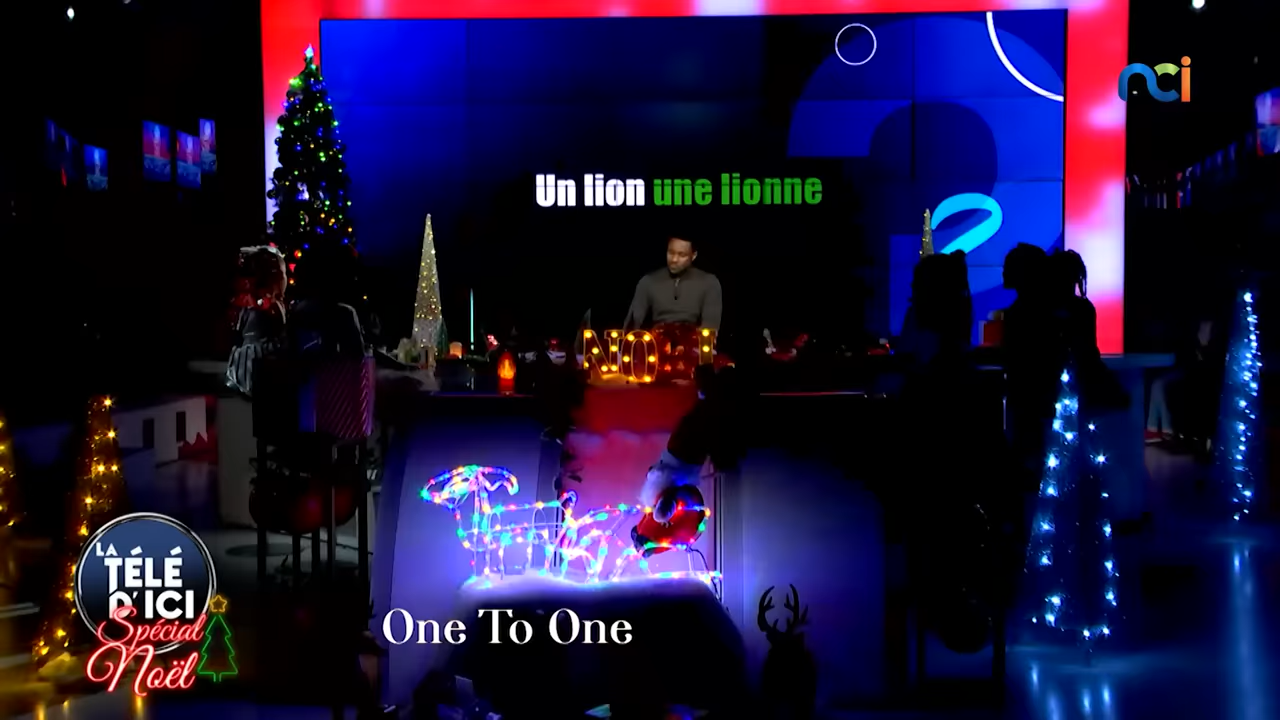 nci
Un lion une lionne
NOËL
LA
TÉLÉ
D'ICI
Spécial
Noël
One To One